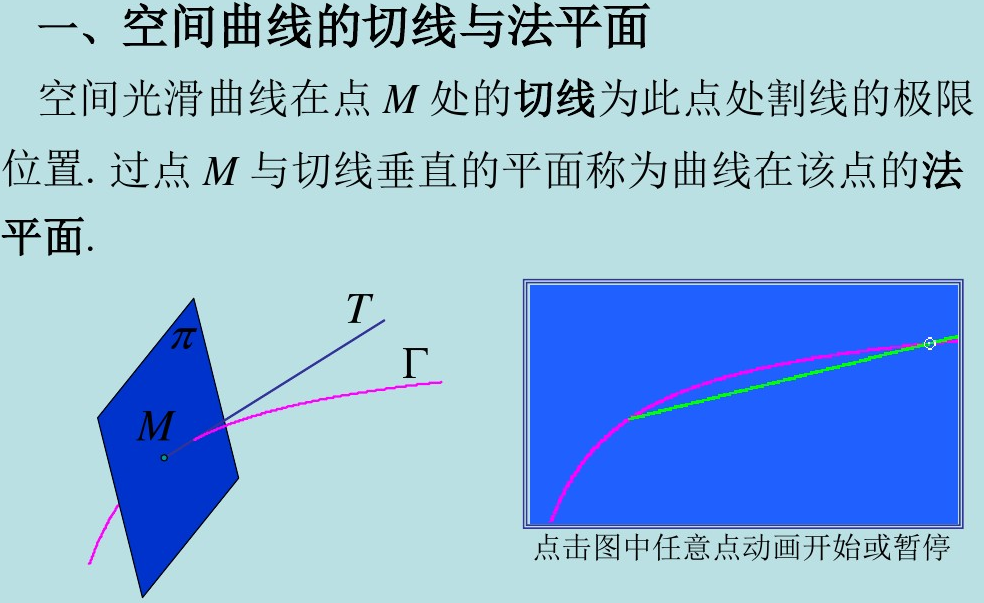 一、空间曲线的切线与法平面
空间光滑曲线在点 M 处的切线为此点处割线的极限
位置. 过点 M 与切线垂直的平面称为曲线在该点的法
平面.
T
π
Γ
M
点击图中任意点动画开始或暂停